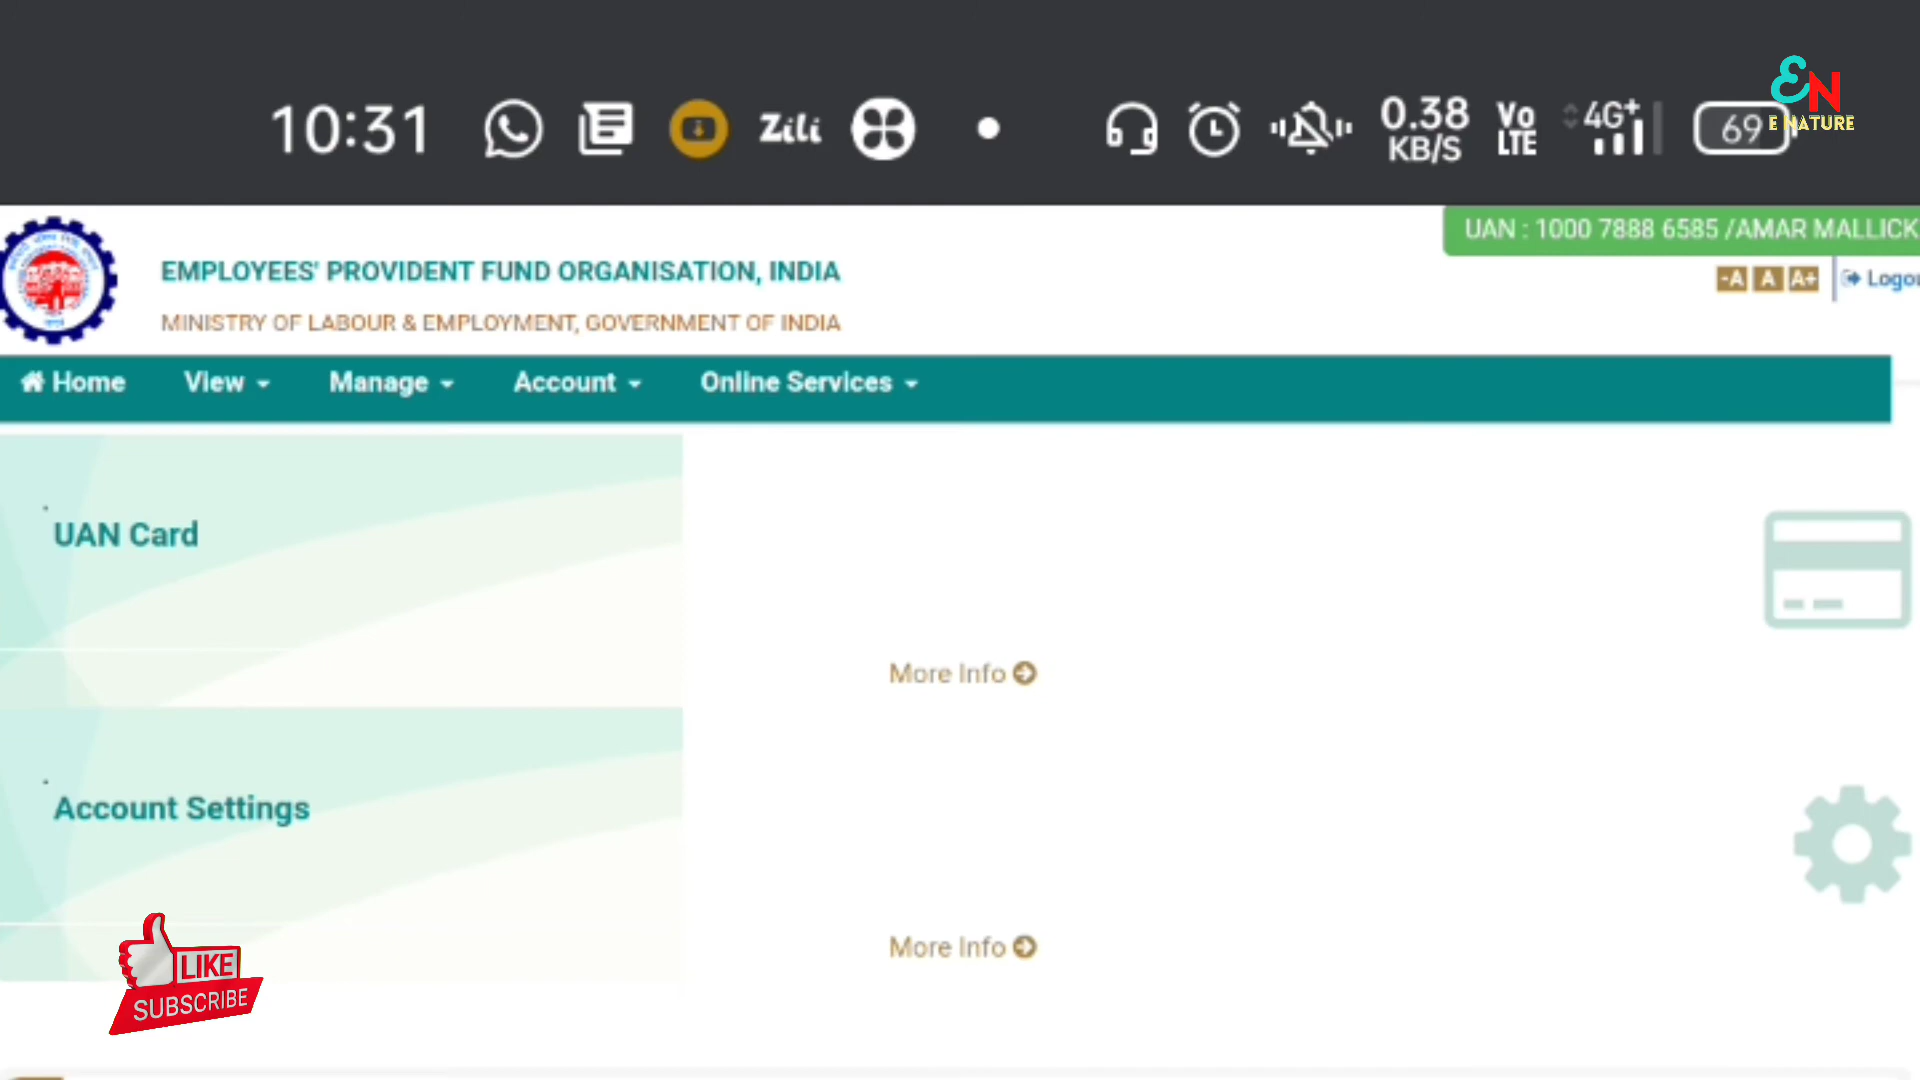 10:31 Zili 0.38 KB/S Vo LTE 4G+ 69
EN
E NATURE
UAN : 1000 7888 6585 /AMAR MALLICK
EMPLOYEES' PROVIDENT FUND ORGANISATION, INDIA
-A A A+ Logou
MINISTRY OF LABOUR & EMPLOYMENT, GOVERNMENT OF INDIA
Home View Manage Account Online Services
UAN Card
More Info
Account Settings
More Info
LIKE
SUBSCRIBE